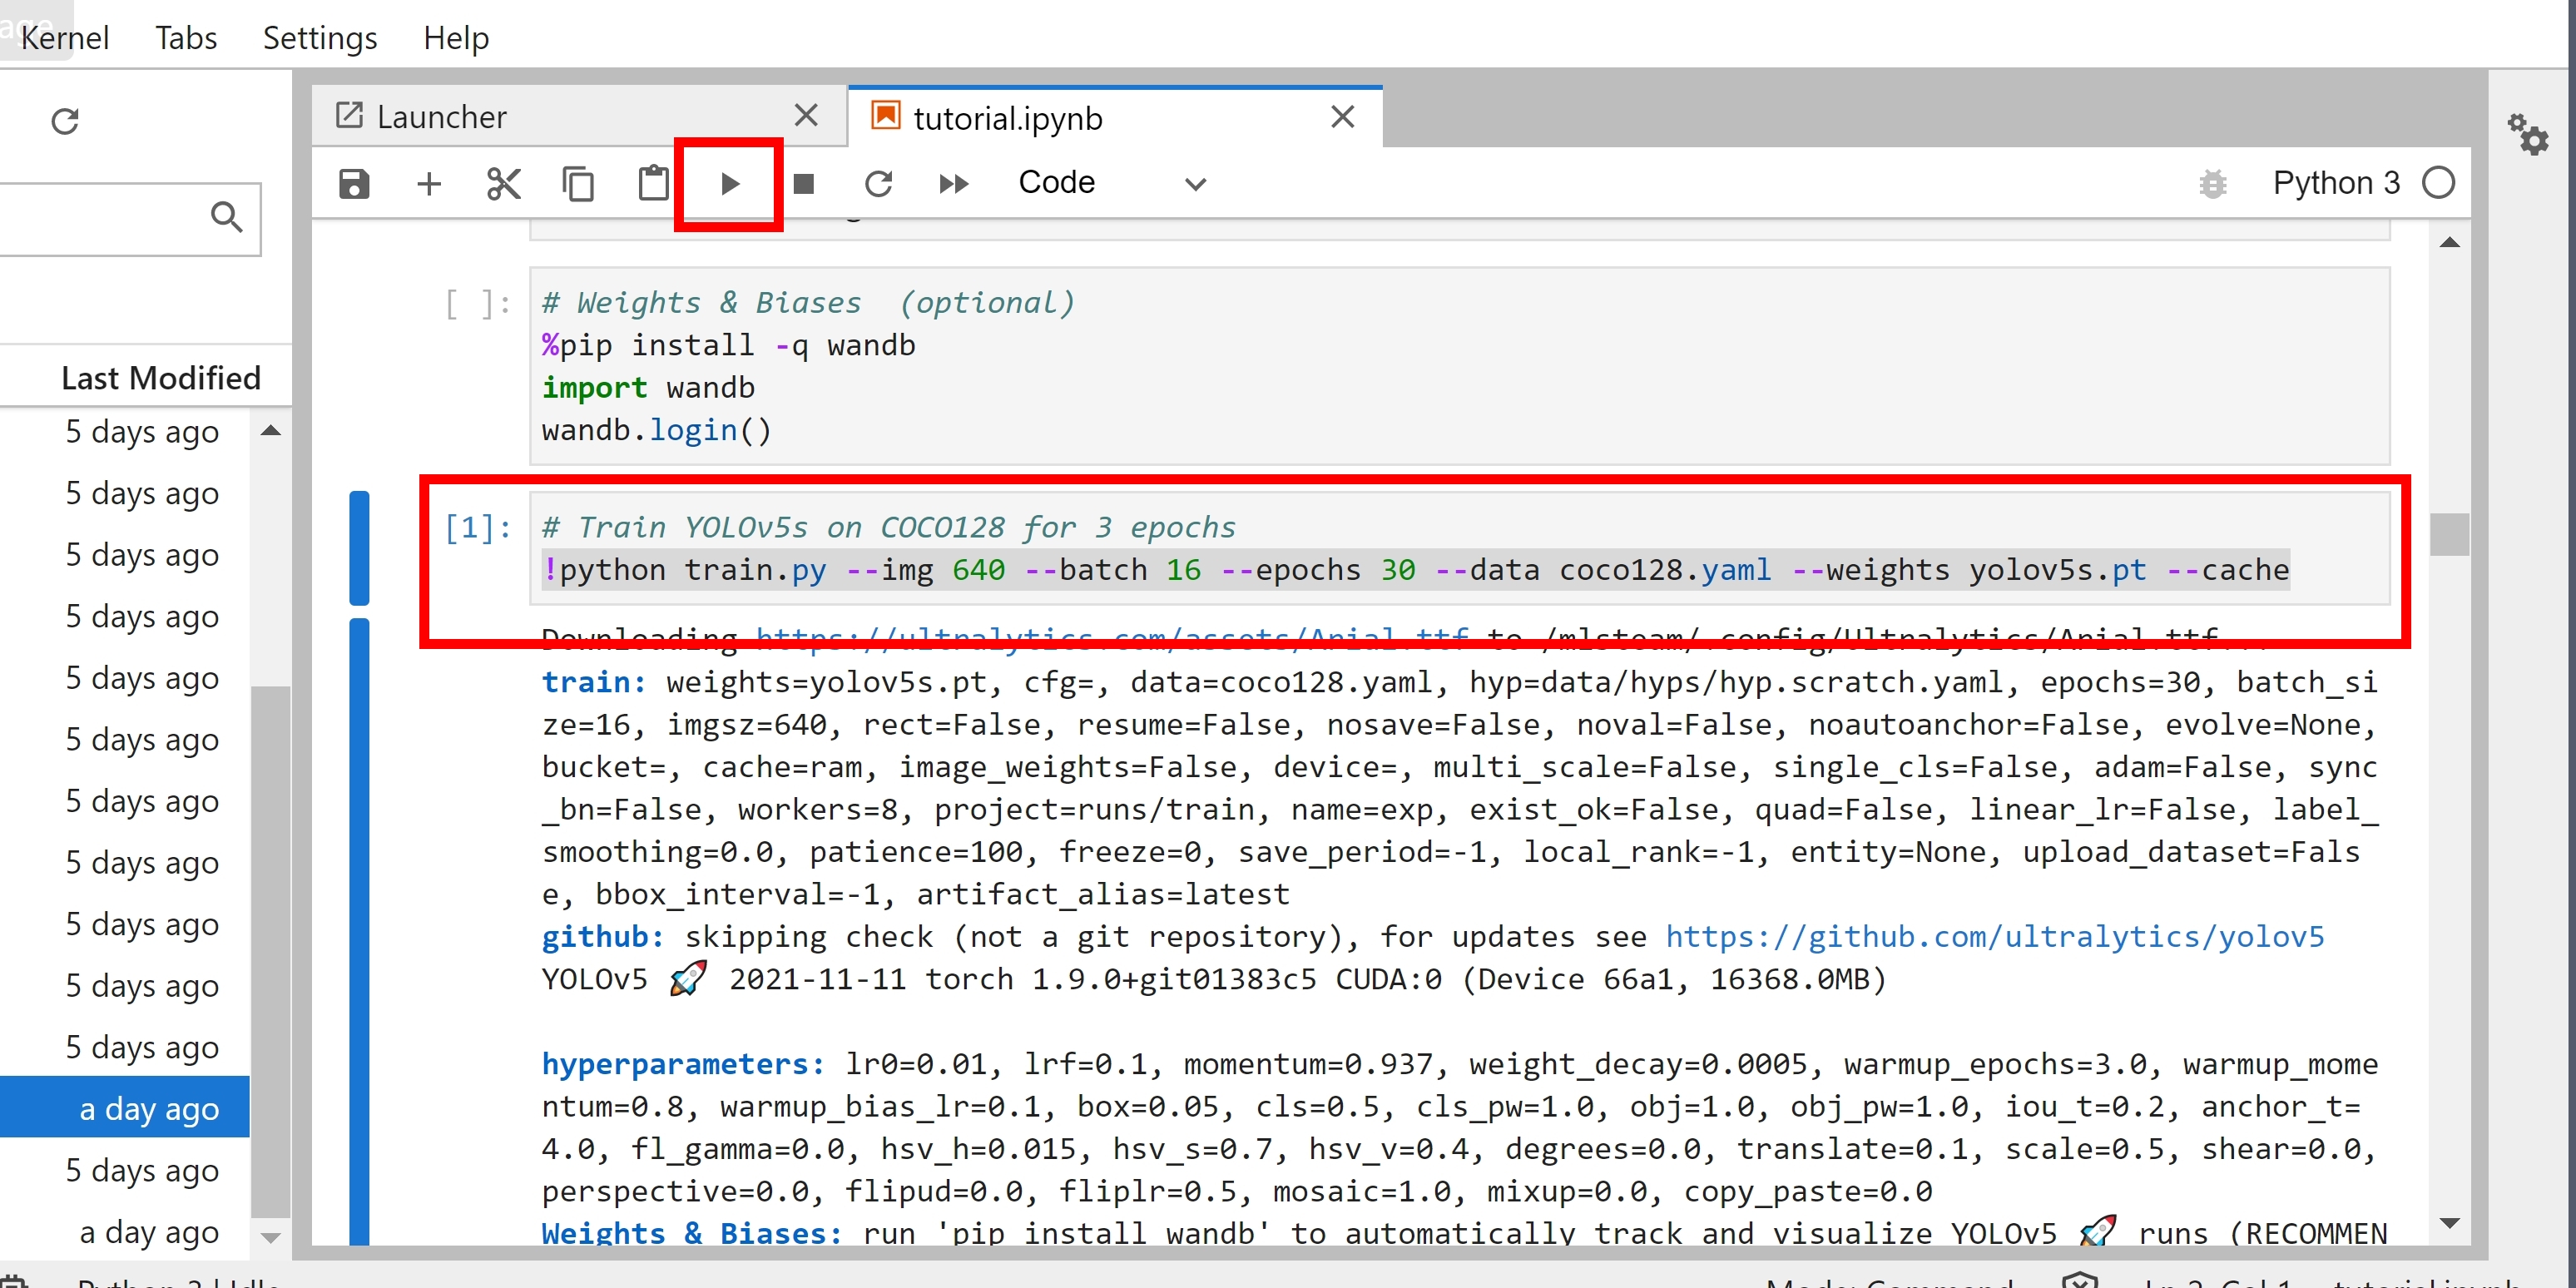 Kernel Tabs Settings Help
Launcher
tutorial.ipynb
Code
Python 3
Last Modified
5 days ago
5 days ago
5 days ago
5 days ago
5 days ago
5 days ago
5 days ago
5 days ago
5 days ago
5 days ago
5 days ago
a day ago
5 days ago
a day ago
[ ]:
# Weights & Biases  (optional)
%pip install -q wandb
import wandb
wandb.login()
[1]:
# Train YOLOv5s on COCO128 for 3 epochs
!python train.py --img 640 --batch 16 --epochs 30 --data coco128.yaml --weights yolov5s.pt --cache
Downloading https://ultralytics.com/assets/Arial.ttf to /mlsteam/.config/Ultralytics/Arial.ttf...
train: weights=yolov5s.pt, cfg=, data=coco128.yaml, hyp=data/hyps/hyp.scratch.yaml, epochs=30, batch_si
ze=16, imgsz=640, rect=False, resume=False, nosave=False, noval=False, noautoanchor=False, evolve=None,
bucket=, cache=ram, image_weights=False, device=, multi_scale=False, single_cls=False, adam=False, sync
_bn=False, workers=8, project=runs/train, name=exp, exist_ok=False, quad=False, linear_lr=False, label_
smoothing=0.0, patience=100, freeze=0, save_period=-1, local_rank=-1, entity=None, upload_dataset=Fals
e, bbox_interval=-1, artifact_alias=latest
github: skipping check (not a git repository), for updates see https://github.com/ultralytics/yolov5
YOLOv5 🚀 2021-11-11 torch 1.9.0+git01383c5 CUDA:0 (Device 66a1, 16368.0MB)
hyperparameters: lr0=0.01, lrf=0.1, momentum=0.937, weight_decay=0.0005, warmup_epochs=3.0, warmup_mome
ntum=0.8, warmup_bias_lr=0.1, box=0.05, cls=0.5, cls_pw=1.0, obj=1.0, obj_pw=1.0, iou_t=0.2, anchor_t=
4.0, fl_gamma=0.0, hsv_h=0.015, hsv_s=0.7, hsv_v=0.4, degrees=0.0, translate=0.1, scale=0.5, shear=0.0,
perspective=0.0, flipud=0.0, fliplr=0.5, mosaic=1.0, mixup=0.0, copy_paste=0.0
Weights & Biases: run 'pip install wandb' to automatically track and visualize YOLOv5 🚀 runs (RECOMMEN
Python 3 | Idle
Mode: Command
Ln 2, Col 1
tutorial.ipynb